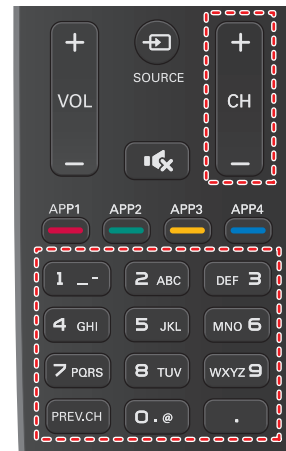 + SOURCE +
VOL CH
− −
APP1 APP2 APP3 APP4
1 _- 2 ABC DEF 3
4 GHI 5 JKL MNO 6
7 PQRS 8 TUV WXYZ 9
PREV.CH 0.@ .